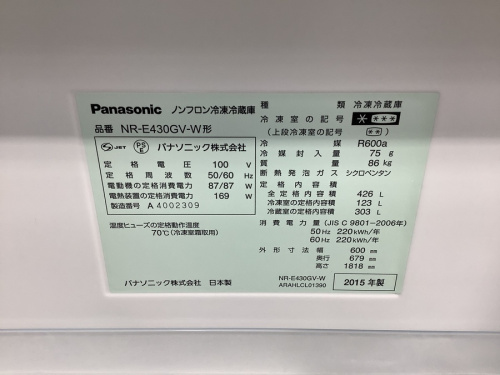 Panasonic ノンフロン冷凍冷蔵庫
品番 NR-E430GV-W形
JET PSE パナソニック株式会社
定格電圧 100 V
定格周波数 50/60 Hz
電動機の定格消費電力 87/87 W
電熱装置の定格消費電力 169 W
製造番号 A 4002309
温度ヒューズの定格動作温度
70℃(冷凍室霜取用)
パナソニック株式会社 日本製
種類 冷凍冷蔵庫
冷凍室の記号 ****
(上段冷凍室の記号) **
冷媒 R600a
冷媒封入量 75 g
質量 86 kg
断熱発泡ガス シクロペンタン
定格内容積
全定格内容積 426 L
冷凍室の定格内容積 123 L
冷蔵室の定格内容積 303 L
消費電力量 (JIS C 9801-2006年)
50 Hz 220 kWh/年
60 Hz 220 kWh/年
外形寸法 幅 600 mm
奥行 679 mm
高さ 1818 mm
NR-E430GV-W
ARAHLCL01390
2015 年製